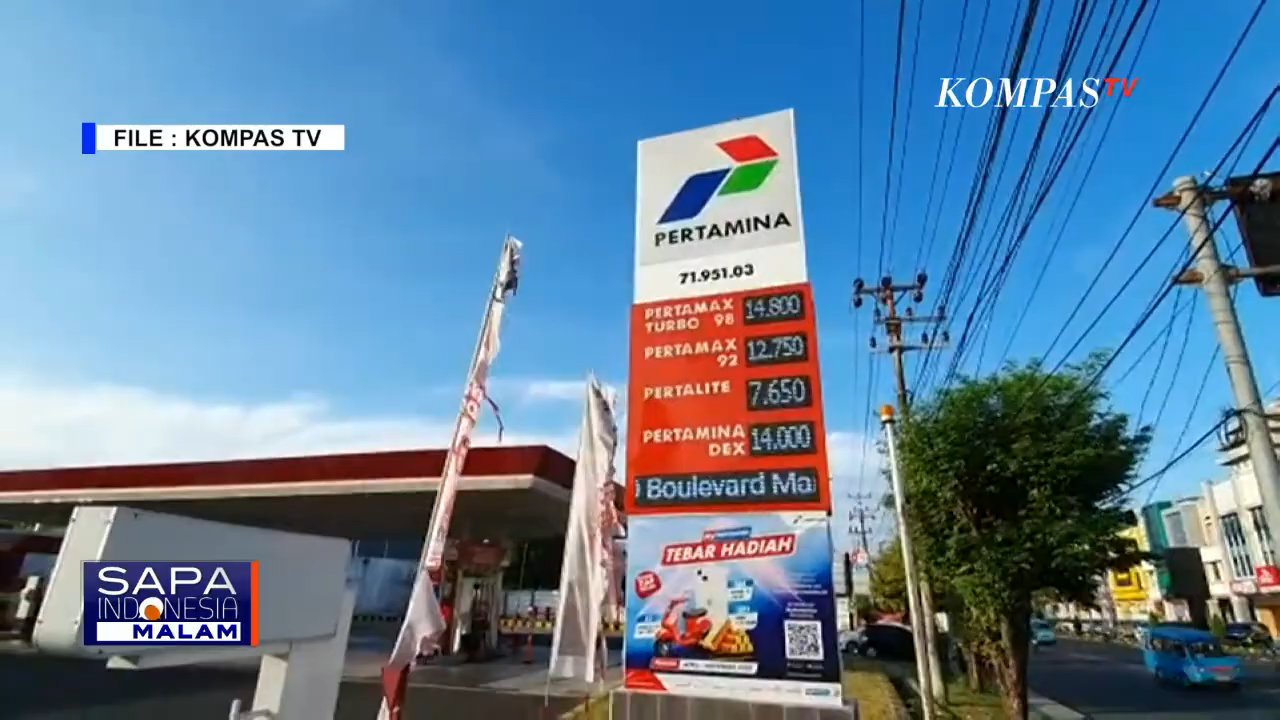 KOMPASTV
FILE : KOMPAS TV
PERTAMINA
71.951.03
PERTAMAX
TURBO 98 14.800
PERTAMAX
92 12.750
PERTALITE 7.650
PERTAMINA
DEX 14.000
Boulevard Ma
TEBAR HADIAH
SAPA
INDONESIA
MALAM